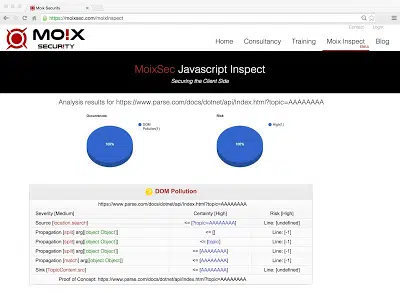 Moix Security
https://moixsec.com/moixinspect
Contact Login
MO!X
SECURITY
Home Consultancy Training Moix Inspect Blog
Beta
MoixSec Javascript Inspect
Securing the Client Side
Analysis results for https://www.parse.com/docs/dotnet/api/Index.html?topic=AAAAAAAA
Occurrences
Risk
DOM
Pollution(1)
High(1)
100%
100%
DOM Pollution
https://www.parse.com/docs/dotnet/api/Index.html?topic=AAAAAAAA
Severity [Medium] Certainty [High] Risk [High]
Source [location.search] <= [?topic=AAAAAAAA] Line: [undefined]
Propagation [split] arg[[object Object]] <= [] Line: [-1]
Propagation [split] arg[[object Object]] <= [topic] Line: [-1]
Propagation [split] arg[[object Object]] <= [AAAAAAAA] Line: [-1]
Propagation [match] arg[[object Object]] <= [AAAAAAAA] Line: [-1]
Sink [TopicContent.src] <= [AAAAAAAA] Line: [undefined]
Proof of Concept: https://www.parse.com/docs/dotnet/api/Index.html?topic=AAAAAAAA